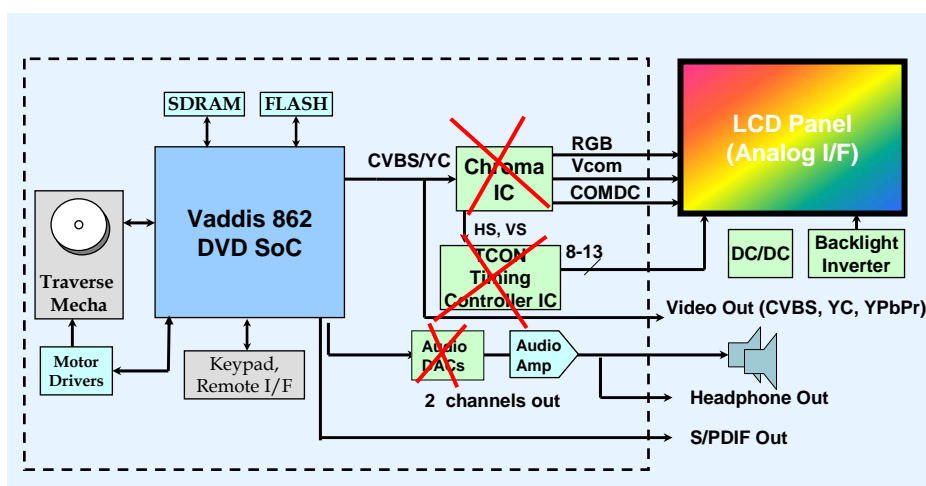 SDRAM
FLASH
CVBS/YC
Chroma
IC
RGB
Vcom
COMDC
LCD Panel
(Analog I/F)
Vaddis 862
DVD SoC
HS, VS
TCON
Timing
Controller IC
8-13
DC/DC
Backlight
Inverter
Traverse
Mecha
Video Out (CVBS, YC, YPbPr)
Motor
Drivers
Keypad,
Remote I/F
Audio
DACs
Audio
Amp
2 channels out
Headphone Out
S/PDIF Out